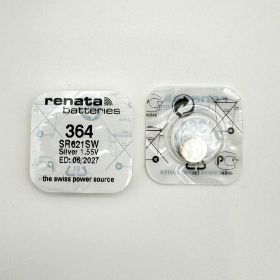 renata
batteries
364
SR621SW
Silver 1.55V
ED: 06/2027
the swiss power source